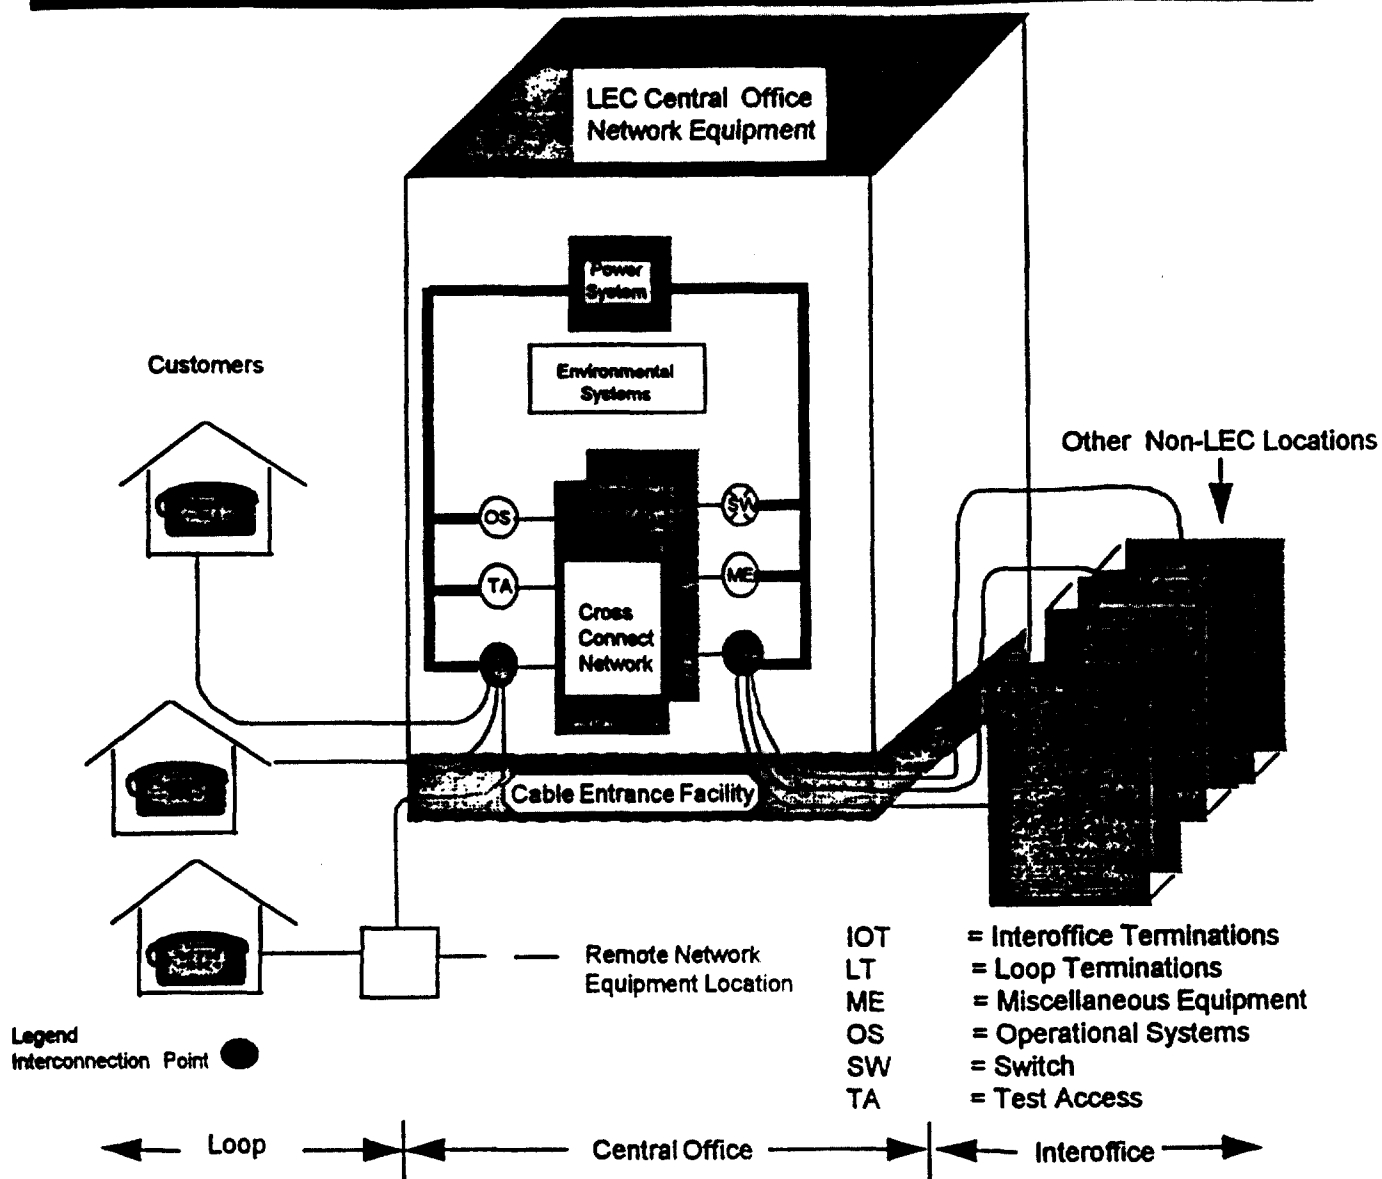 LEC Central Office
Network Equipment
Power
System
Environmental
Systems
Customers
Other Non-LEC Locations
OS
SW
TA
ME
Cross
Connect
Network
Cable Entrance Facility
Remote Network
Equipment Location
IOT = Interoffice Terminations
LT = Loop Terminations
ME = Miscellaneous Equipment
OS = Operational Systems
SW = Switch
TA = Test Access
Legend
Interconnection Point
Loop
Central Office
Interoffice